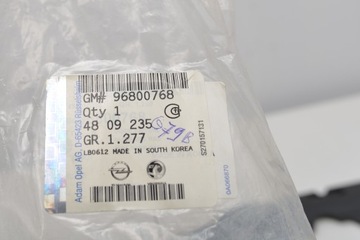 GM# 96800768
Qty 1
48 09 235
GR.1.277
LB0612 MADE IN SOUTH KOREA
Adam Opel AG, D-65423 Rüsselsheim
S270157131